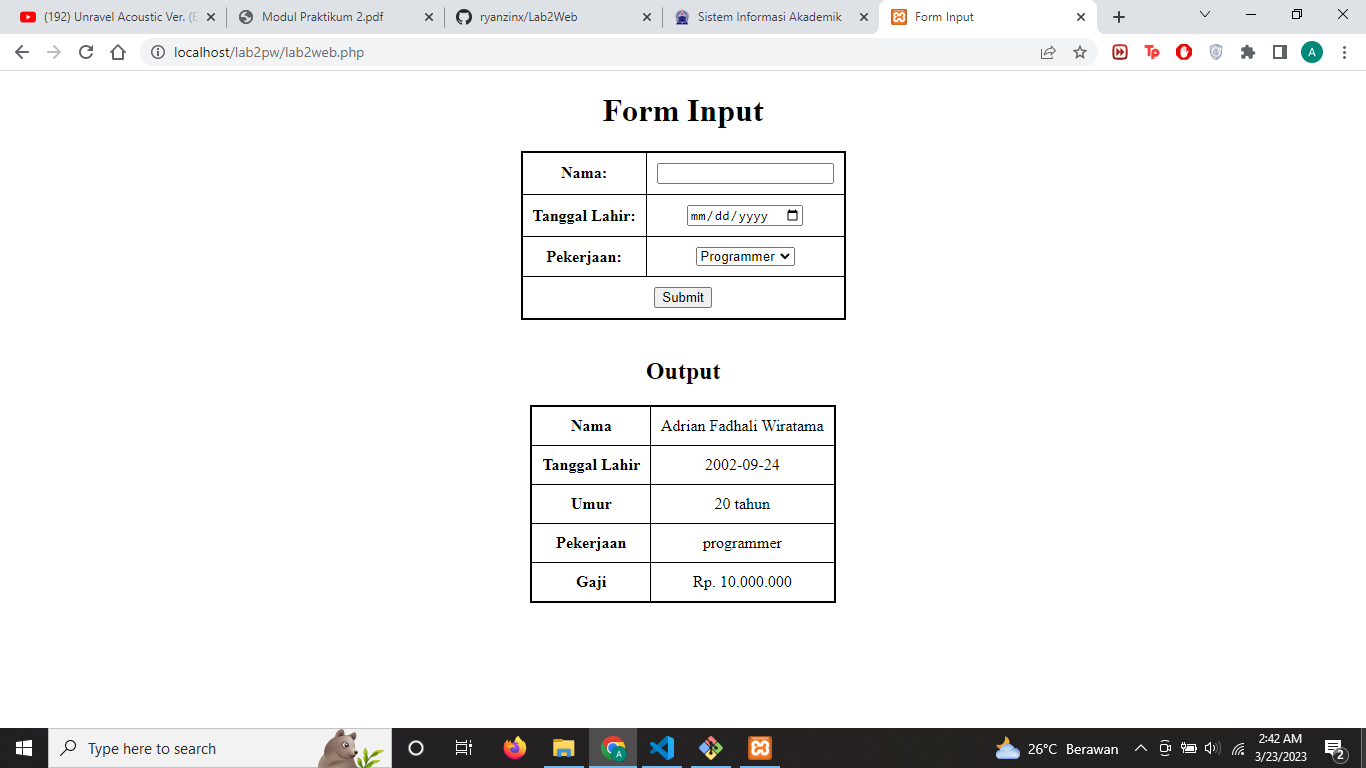 (192) Unravel Acoustic Ver. (E
Modul Praktikum 2.pdf
ryanzinx/Lab2Web
Sistem Informasi Akademik
Form Input
localhost/lab2pw/lab2web.php
A
Form Input
Nama:
Tanggal Lahir: mm/dd/yyyy
Pekerjaan: Programmer
Submit
Output
Nama Adrian Fadhali Wiratama
Tanggal Lahir 2002-09-24
Umur 20 tahun
Pekerjaan programmer
Gaji Rp. 10.000.000
Type here to search
26°C Berawan
2:42 AM
3/23/2023
2